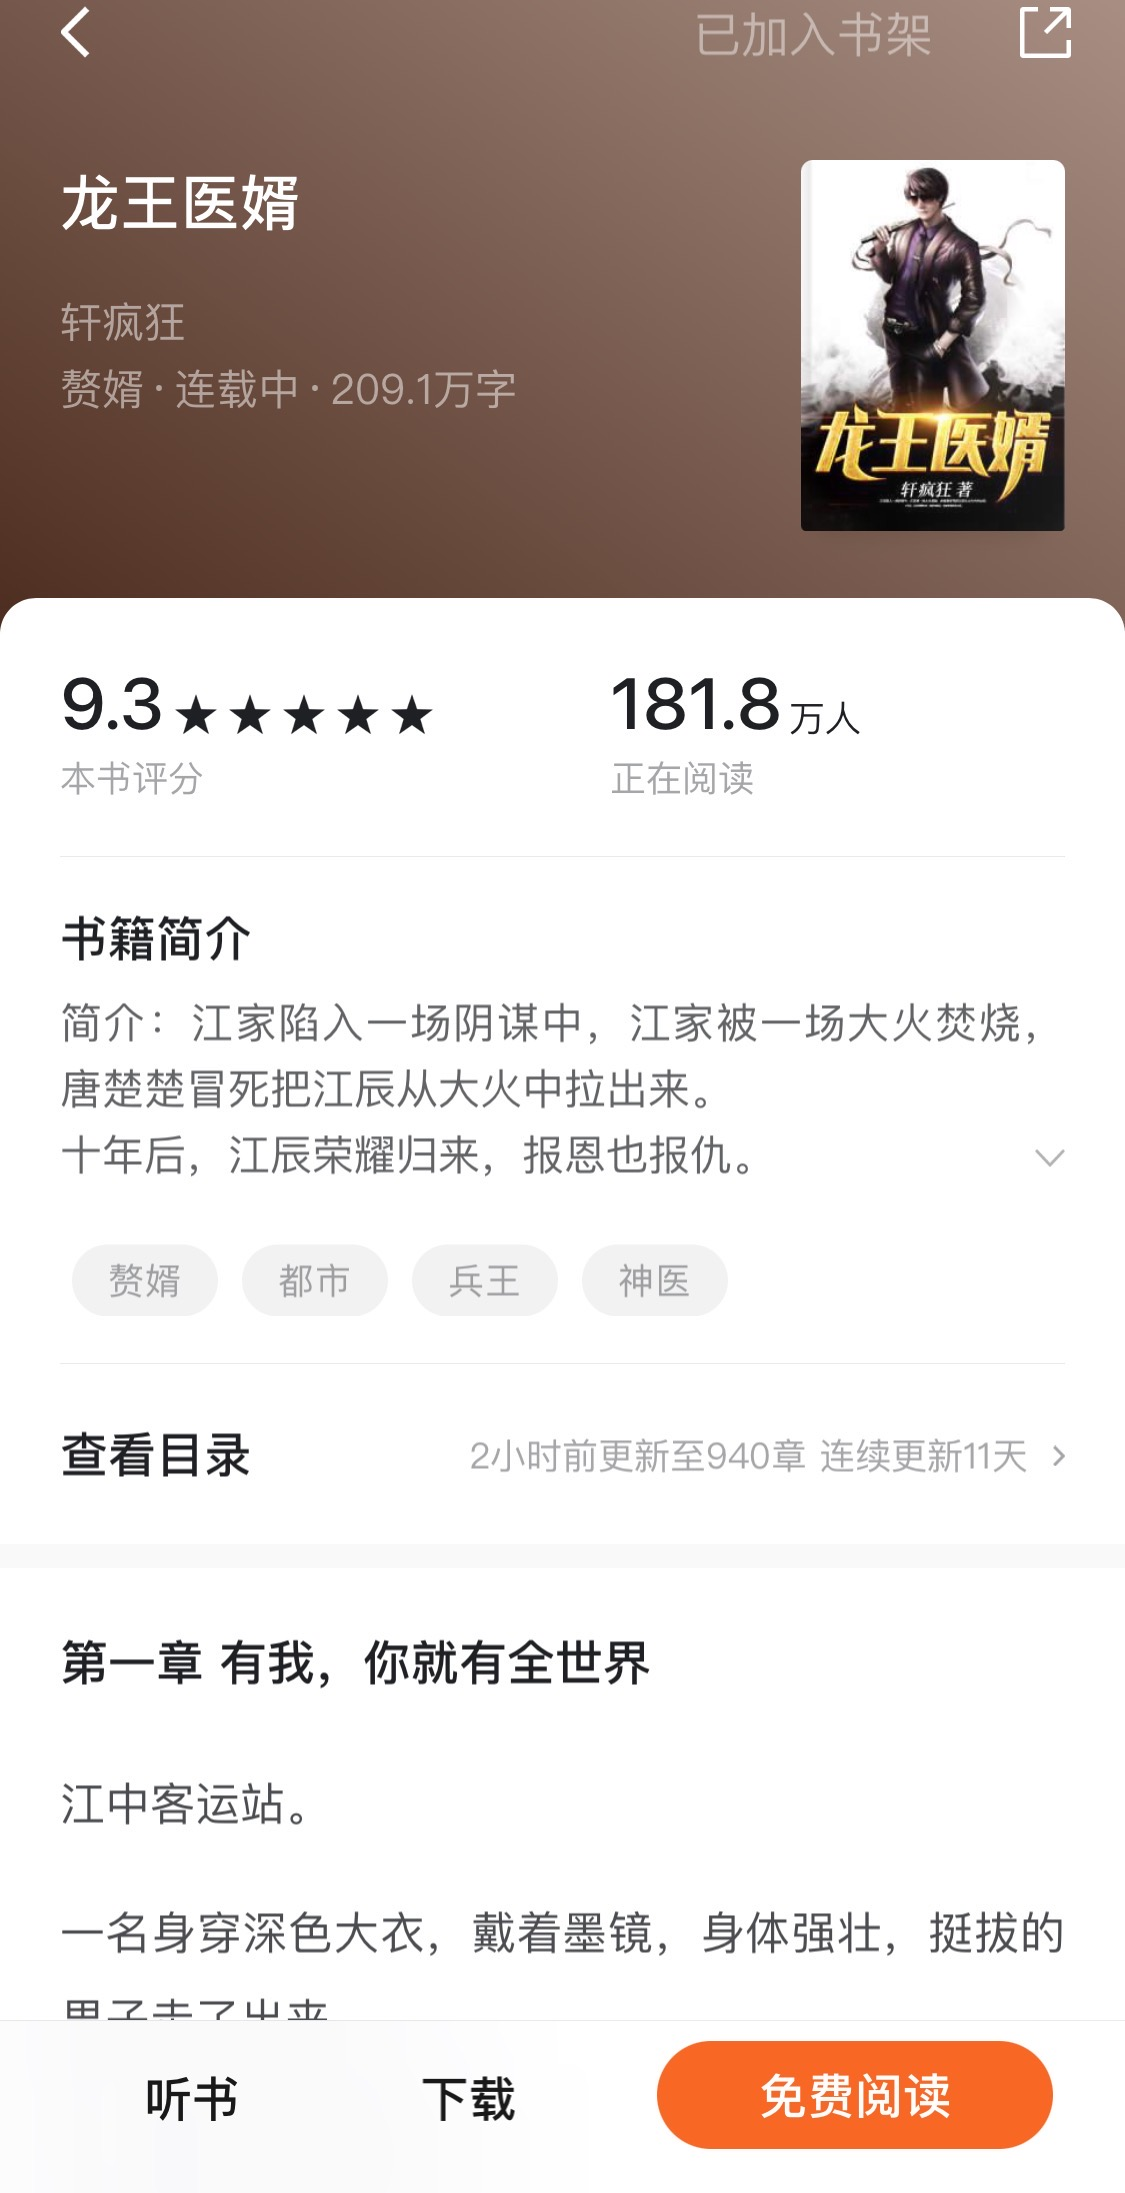 已加入书架
龙王医婿
轩疯狂
赘婿·连载中·209.1万字
龙王医婿
轩疯狂 著
9.3★★★★★
本书评分
181.8万人
正在阅读
书籍简介
简介：江家陷入一场阴谋中，江家被一场大火焚烧，
唐楚楚冒死把江辰从大火中拉出来。
十年后，江辰荣耀归来，报恩也报仇。
赘婿 都市 兵王 神医
查看目录
2小时前更新至940章 连续更新11天
第一章 有我，你就有全世界
江中客运站。
一名身穿深色大衣，戴着墨镜，身体强壮，挺拔的
男子走了出来
听书
下载
免费阅读